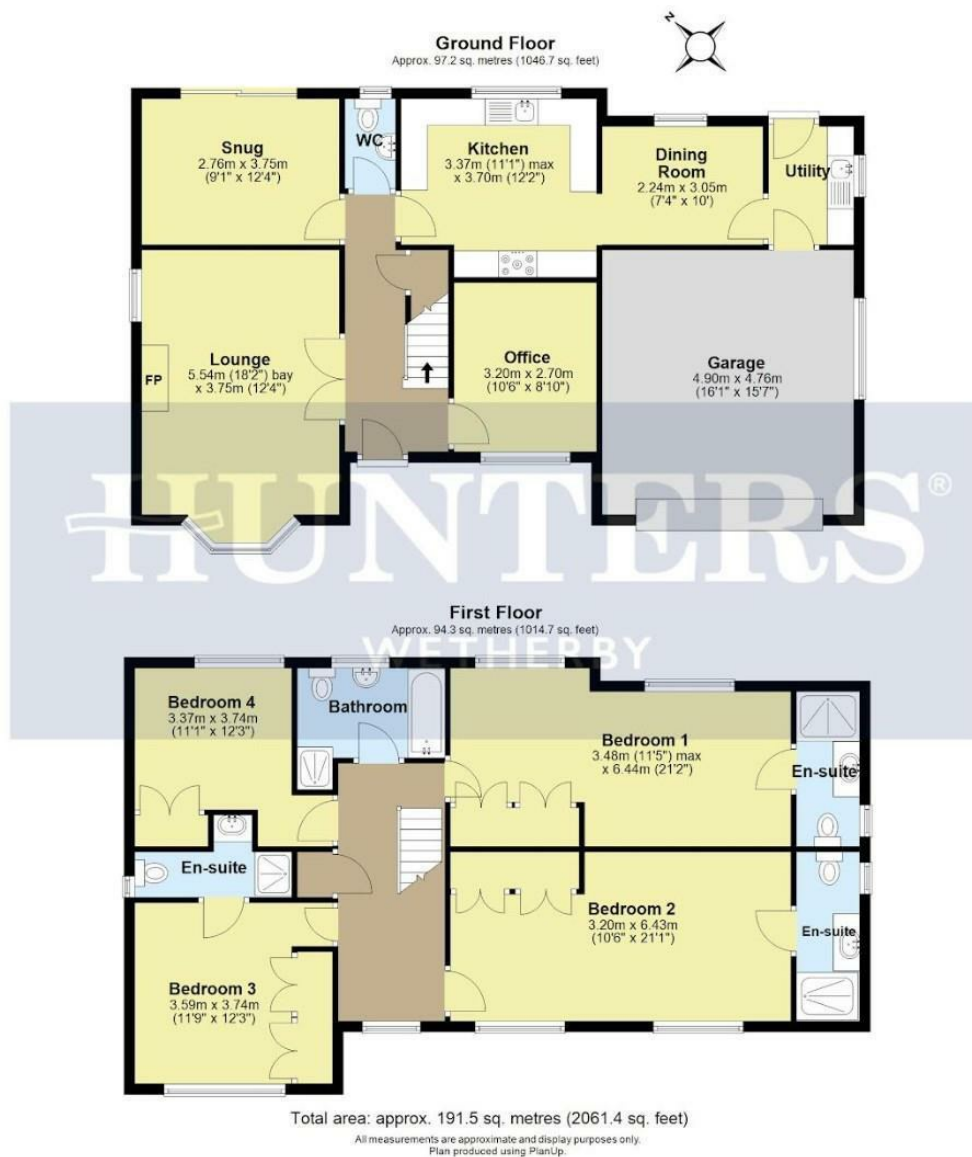 Ground Floor
Approx. 97.2 sq. metres (1046.7 sq. feet)
Z
Snug
2.76m x 3.75m
(9'1" x 12'4")
WC
Kitchen
3.37m (11'1") max
x 3.70m (12'2")
Dining
Room
2.24m x 3.05m
(7'4" x 10')
Utility
Lounge
5.54m (18'2") bay
x 3.75m (12'4")
FP
Office
3.20m x 2.70m
(10'6" x 8'10")
Garage
4.90m x 4.76m
(16'1" x 15'7")
HUNTERS®
First Floor
Approx. 94.3 sq. metres (1014.7 sq. feet)
WETHERBY
Bedroom 4
3.37m x 3.74m
(11'1" x 12'3")
Bathroom
Bedroom 1
3.48m (11'5") max
x 6.44m (21'2")
En-suite
En-suite
Bedroom 2
3.20m x 6.43m
(10'6" x 21'1")
En-suite
Bedroom 3
3.59m x 3.74m
(11'9" x 12'3")
Total area: approx. 191.5 sq. metres (2061.4 sq. feet)
All measurements are approximate and display purposes only.
Plan produced using PlanUp.